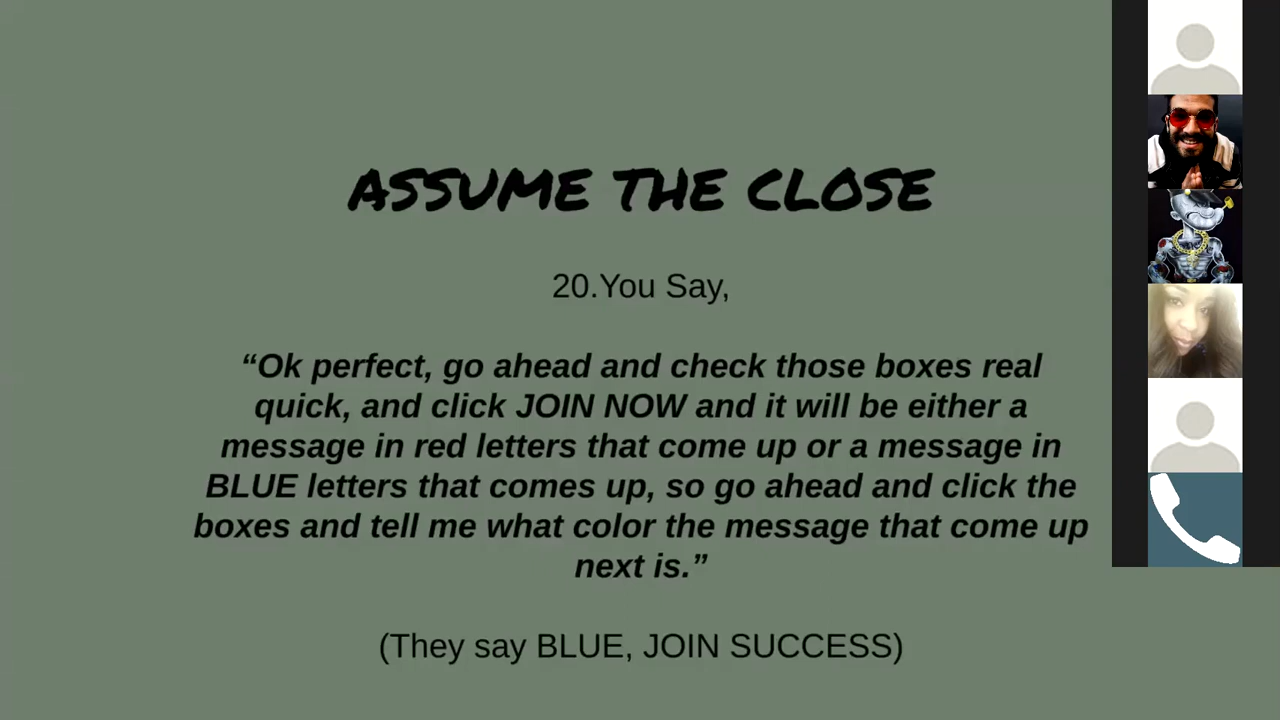 ASSUME THE CLOSE
20.You Say,
“Ok perfect, go ahead and check those boxes real
quick, and click JOIN NOW and it will be either a
message in red letters that come up or a message in
BLUE letters that comes up, so go ahead and click the
boxes and tell me what color the message that come up
next is.”
(They say BLUE, JOIN SUCCESS)